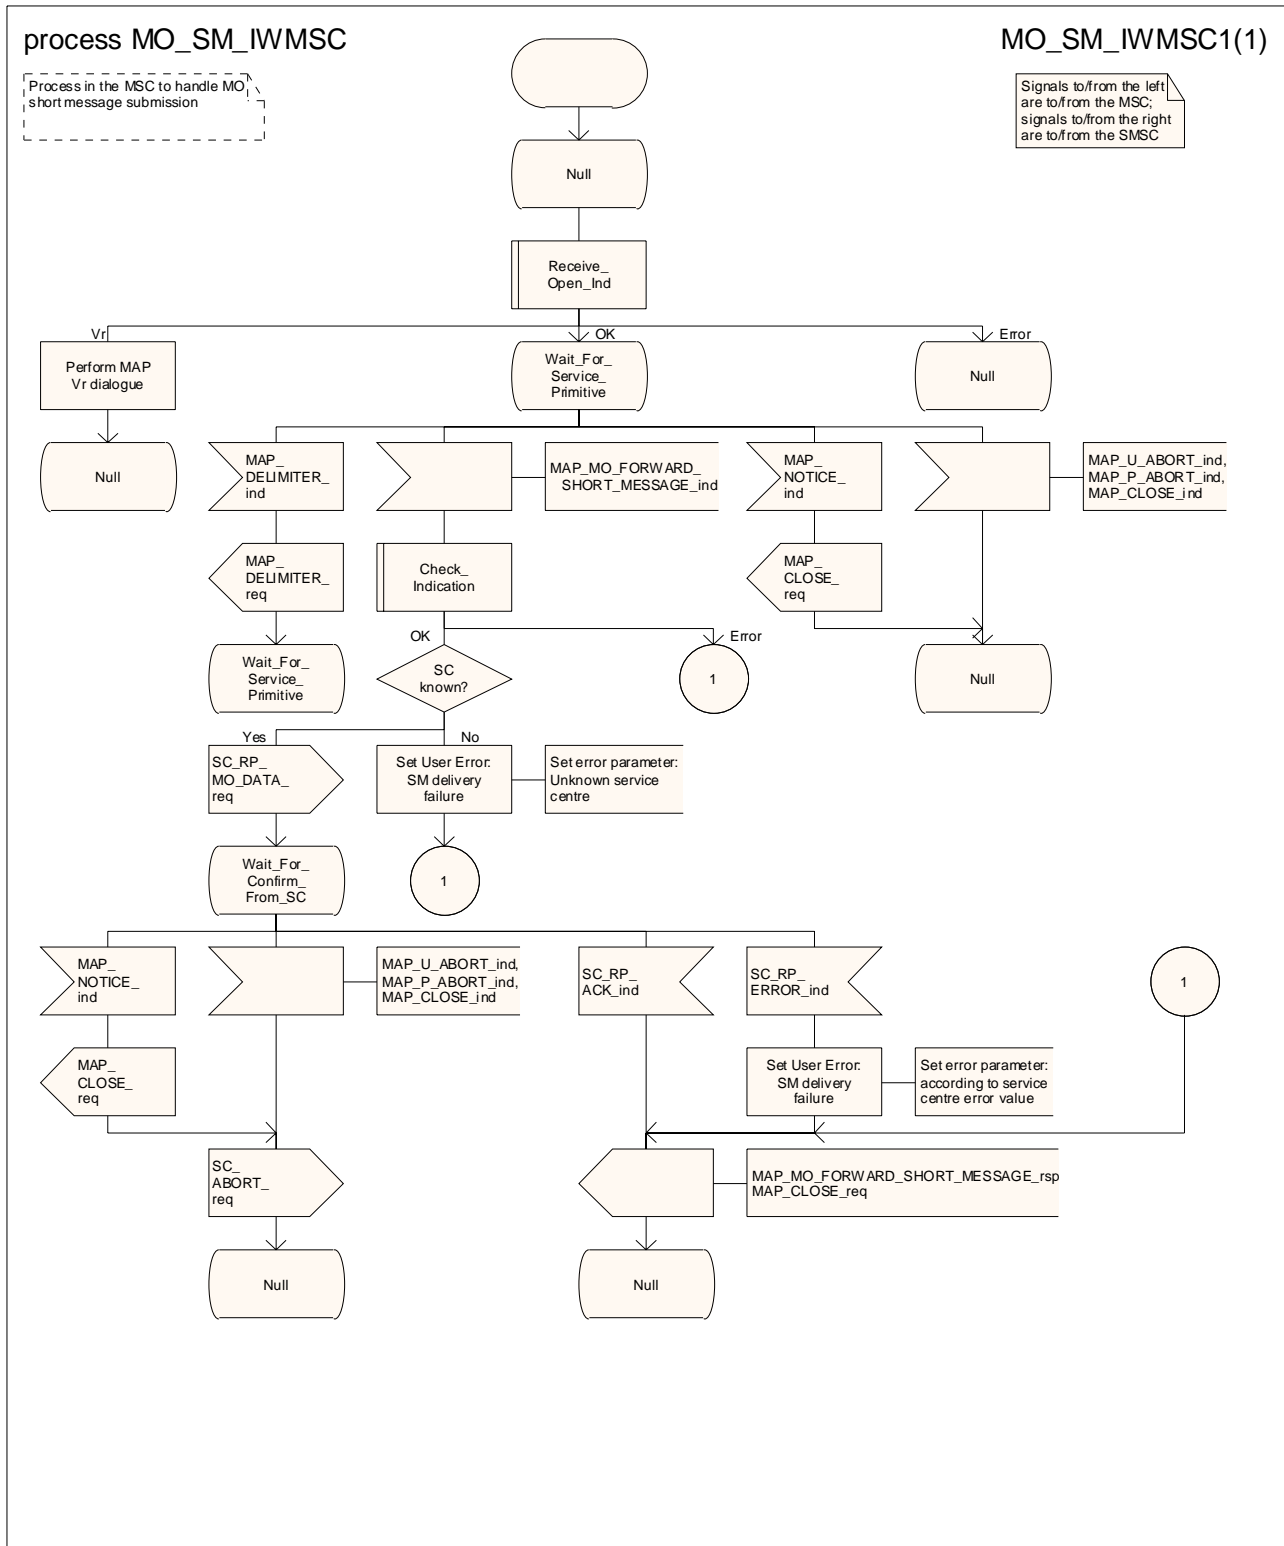 process MO_SM_IWMSC
MO_SM_IWMSC1(1)
Process in the MSC to handle MO
short message submission
Signals to/from the left
are to/from the MSC;
signals to/from the right
are to/from the SMSC
Null
Receive_
Open_Ind
Vr
OK
Error
Perform MAP
Vr dialogue
Wait_For_
Service_
Primitive
Null
Null
MAP_
DELIMITER_
ind
MAP_MO_FORWARD_
SHORT_MESSAGE_ind
MAP_
NOTICE_
ind
MAP_U_ABORT_ind,
MAP_P_ABORT_ind,
MAP_CLOSE_ind
MAP_
DELIMITER_
req
Check_
Indication
MAP_
CLOSE_
req
OK
Error
Wait_For_
Service_
Primitive
SC
known?
1
Null
Yes
No
SC_RP_
MO_DATA_
req
Set User Error:
SM delivery
failure
Set error parameter:
Unknown service
centre
Wait_For_
Confirm_
From_SC
1
MAP_
NOTICE_
ind
MAP_U_ABORT_ind,
MAP_P_ABORT_ind,
MAP_CLOSE_ind
SC_RP_
ACK_ind
SC_RP_
ERROR_ind
1
MAP_
CLOSE_
req
Set User Error:
SM delivery
failure
Set error parameter:
according to service
centre error value
SC_
ABORT_
req
MAP_MO_FORWARD_SHORT_MESSAGE_rsp
MAP_CLOSE_req
Null
Null